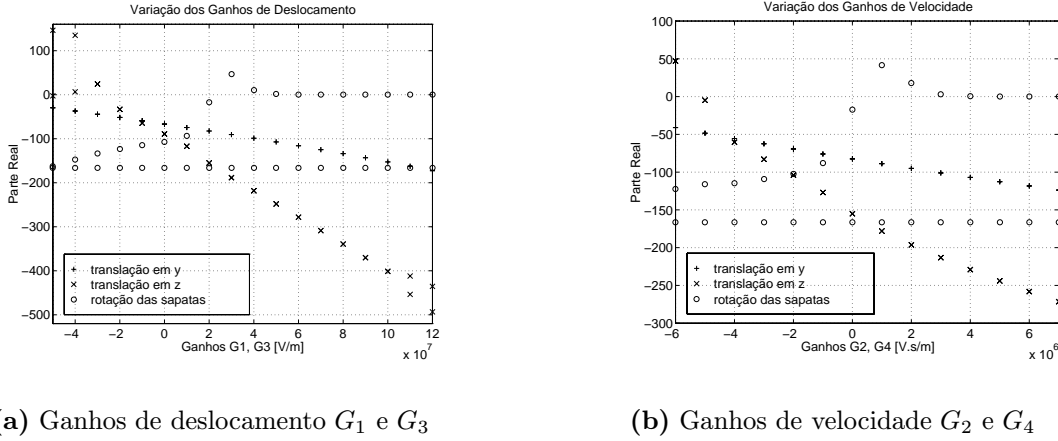 Variação dos Ganhos de Deslocamento
100
0
−100
−200
−300
−400
−500
Parte Real
translação em y
translação em z
rotação das sapatas
−4 −2 0 2 4 6 8 10 12
Ganhos G1, G3 [V/m]
x 10^7
(a) Ganhos de deslocamento G1 e G3
Variação dos Ganhos de Velocidade
100
50
0
−50
−100
−150
−200
−250
−300
Parte Real
translação em y
translação em z
rotação das sapatas
−6 −4 −2 0 2 4 6
Ganhos G2, G4 [V.s/m]
x 10^6
(b) Ganhos de velocidade G2 e G4